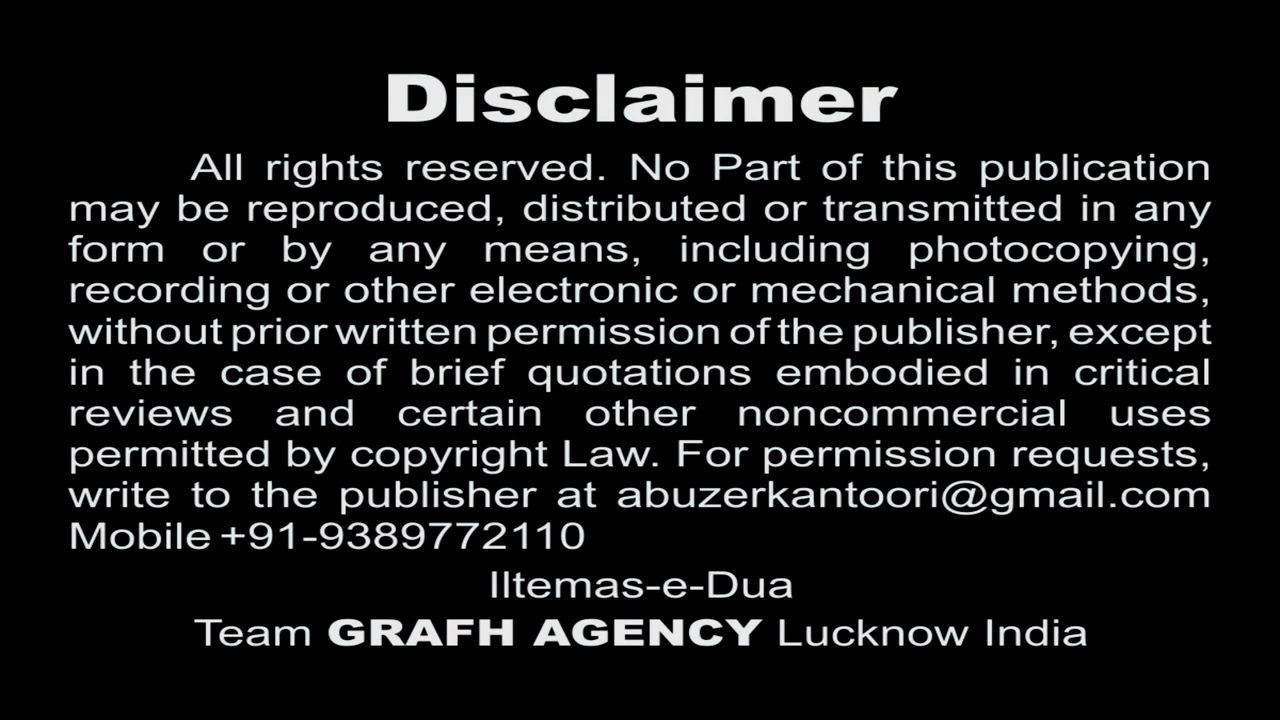 Disclaimer
All rights reserved. No Part of this publication
may be reproduced, distributed or transmitted in any
form or by any means, including photocopying,
recording or other electronic or mechanical methods,
without prior written permission of the publisher, except
in the case of brief quotations embodied in critical
reviews and certain other noncommercial uses
permitted by copyright Law. For permission requests,
write to the publisher at abuzerkantoori@gmail.com
Mobile +91-9389772110
Iltemas-e-Dua
Team GRAFH AGENCY Lucknow India